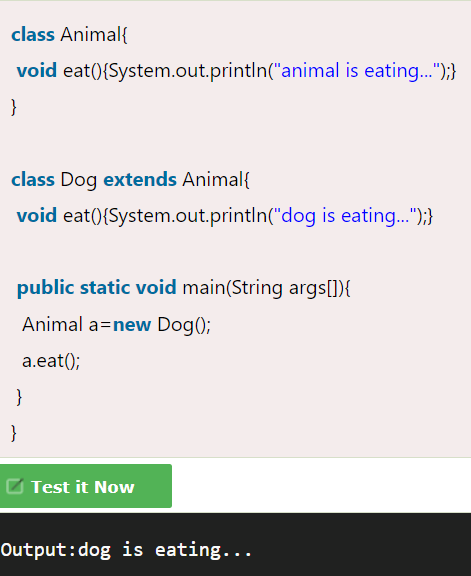 class Animal{
void eat(){System.out.println("animal is eating...");}
}
class Dog extends Animal{
void eat(){System.out.println("dog is eating...");}
public static void main(String args[]){
Animal a=new Dog();
a.eat();
}
}
Test it Now
Output:dog is eating...